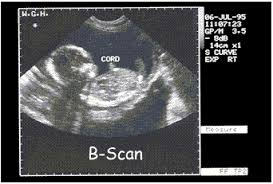 W.G.H.
06-JUL-95
11:07:23
GP/M 3.5
- 8dB
14cm x1
S CURVE
EXP RT
CORD
Measure
B-Scan